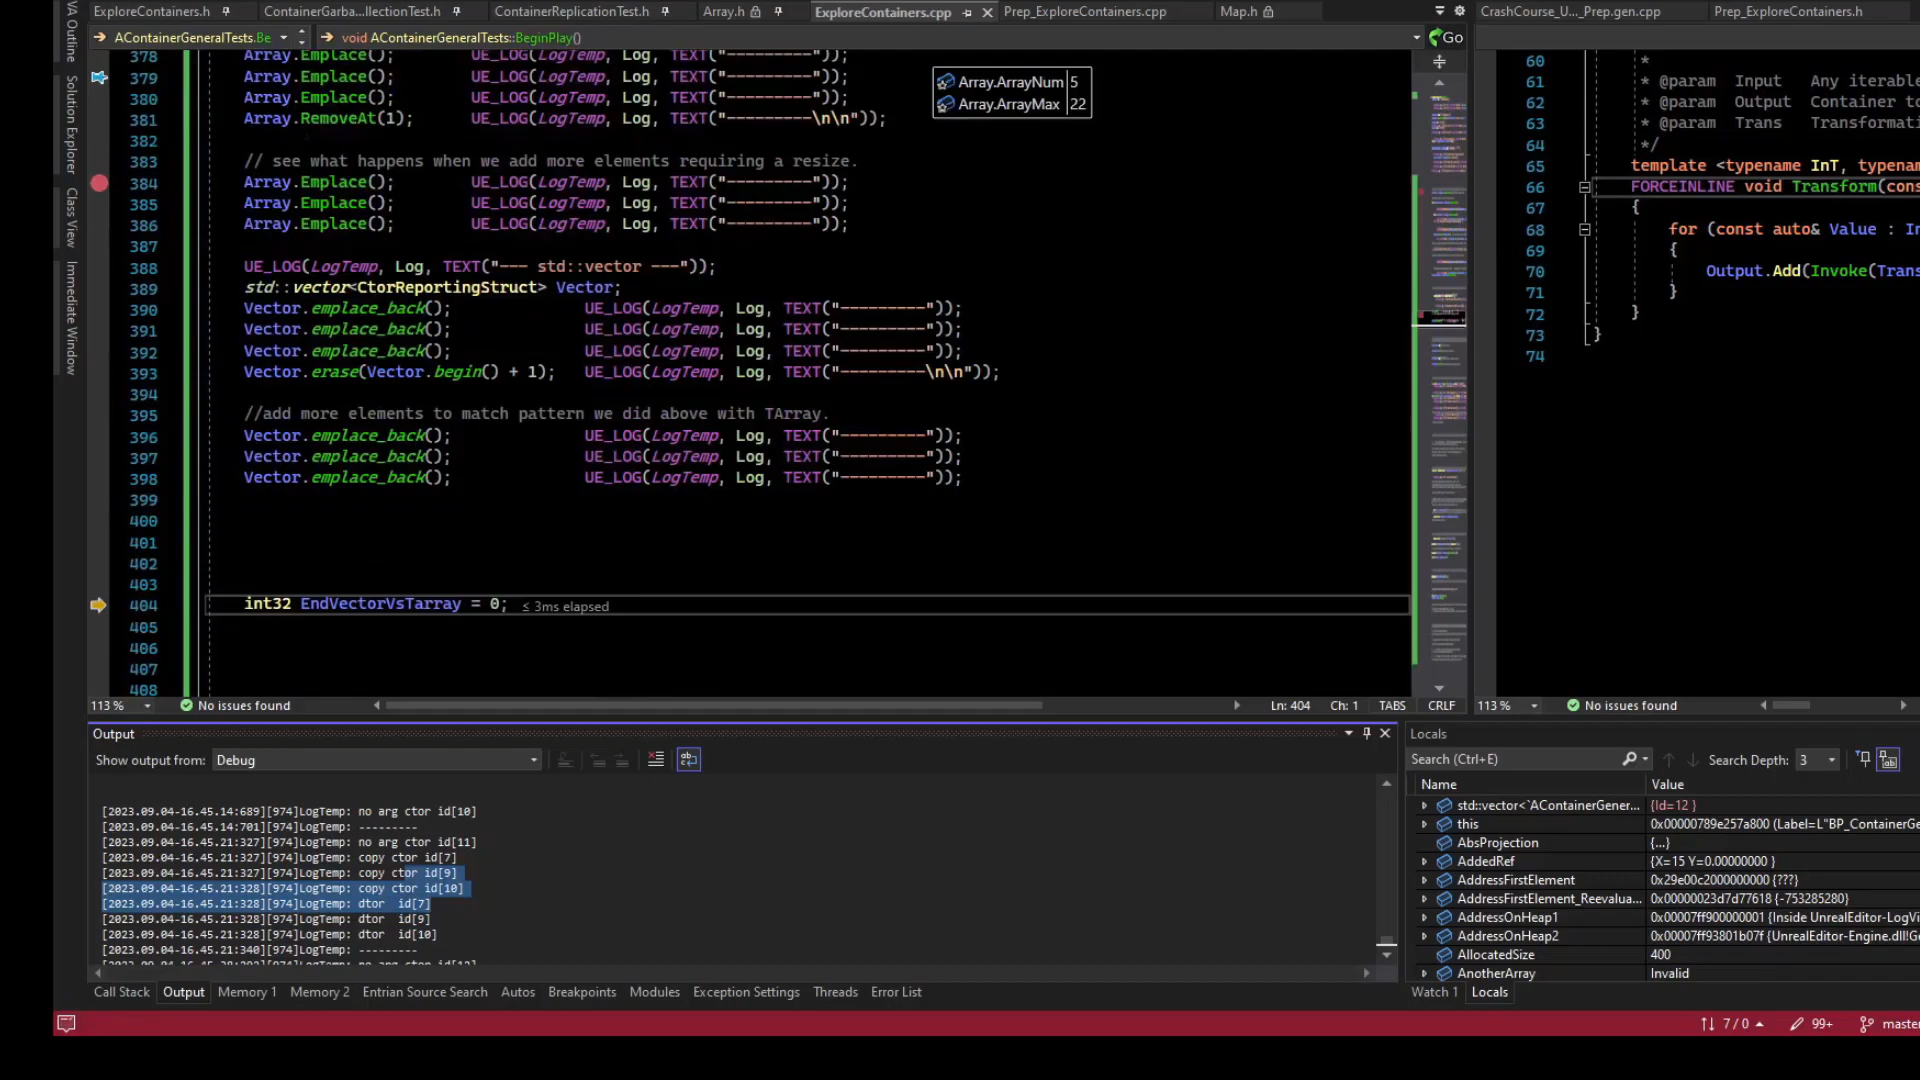 ExploreContainers.h
ContainerGarba...llectionTest.h
ContainerReplicationTest.h
Array.h
ExploreContainers.cpp
Prep_ExploreContainers.cpp
Map.h
CrashCourse_U..._Prep.gen.cpp
Prep_ExploreContainers.h
VA Outline
Solution Explorer
Class View
Immediate Window
AContainerGeneralTests.Be
void AContainerGeneralTests::BeginPlay()
Go
378 Array.Emplace(); UE_LOG(LogTemp, Log, TEXT("---------"));
379 Array.Emplace(); UE_LOG(LogTemp, Log, TEXT("---------"));
380 Array.Emplace(); UE_LOG(LogTemp, Log, TEXT("---------"));
381 Array.RemoveAt(1); UE_LOG(LogTemp, Log, TEXT("---------\n\n"));
382
383 // see what happens when we add more elements requiring a resize.
384 Array.Emplace(); UE_LOG(LogTemp, Log, TEXT("---------"));
385 Array.Emplace(); UE_LOG(LogTemp, Log, TEXT("---------"));
386 Array.Emplace(); UE_LOG(LogTemp, Log, TEXT("---------"));
387
388 UE_LOG(LogTemp, Log, TEXT("--- std::vector ---"));
389 std::vector<CtorReportingStruct> Vector;
390 Vector.emplace_back(); UE_LOG(LogTemp, Log, TEXT("---------"));
391 Vector.emplace_back(); UE_LOG(LogTemp, Log, TEXT("---------"));
392 Vector.emplace_back(); UE_LOG(LogTemp, Log, TEXT("---------"));
393 Vector.erase(Vector.begin() + 1); UE_LOG(LogTemp, Log, TEXT("---------\n\n"));
394
395 //add more elements to match pattern we did above with TArray.
396 Vector.emplace_back(); UE_LOG(LogTemp, Log, TEXT("---------"));
397 Vector.emplace_back(); UE_LOG(LogTemp, Log, TEXT("---------"));
398 Vector.emplace_back(); UE_LOG(LogTemp, Log, TEXT("---------"));
399
400
401
402
403
404 int32 EndVectorVsTarray = 0; ≤ 3ms elapsed
405
406
407
408
Array.ArrayNum 5
Array.ArrayMax 22
60 *
61 * @param Input Any iterable
62 * @param Output Container to
63 * @param Trans Transformati
64 */
65 template <typename InT, typenam
66 FORCEINLINE void Transform(cons
67 {
68 for (const auto& Value : In
69 {
70 Output.Add(Invoke(Trans
71 }
72 }
73 }
74
113 % No issues found Ln: 404 Ch: 1 TABS CRLF
113 % No issues found
Output
Show output from: Debug
[2023.09.04-16.45.14:689][974]LogTemp: no arg ctor id[10]
[2023.09.04-16.45.14:701][974]LogTemp: ---------
[2023.09.04-16.45.21:327][974]LogTemp: no arg ctor id[11]
[2023.09.04-16.45.21:327][974]LogTemp: copy ctor id[7]
[2023.09.04-16.45.21:327][974]LogTemp: copy ctor id[9]
[2023.09.04-16.45.21:328][974]LogTemp: copy ctor id[10]
[2023.09.04-16.45.21:328][974]LogTemp: dtor id[7]
[2023.09.04-16.45.21:328][974]LogTemp: dtor id[9]
[2023.09.04-16.45.21:328][974]LogTemp: dtor id[10]
[2023.09.04-16.45.21:340][974]LogTemp: ---------
Call Stack Output Memory 1 Memory 2 Entrian Source Search Autos Breakpoints Modules Exception Settings Threads Error List
Locals
Search (Ctrl+E) Search Depth: 3
Name Value
std::vector<`AContainerGener... {Id=12 }
this 0x00000789e257a800 (Label=L"BP_ContainerGe
AbsProjection {...}
AddedRef {X=15 Y=0.00000000 }
AddressFirstElement 0x29e00c2000000000 {???}
AddressFirstElement_Reevalua... 0x00000023d7d77618 {-753285280}
AddressOnHeap1 0x00007ff900000001 {Inside UnrealEditor-LogVi
AddressOnHeap2 0x00007ff93801b07f {UnrealEditor-Engine.dll!Ge
AllocatedSize 400
AnotherArray Invalid
Watch 1 Locals
7 / 0 99+ master